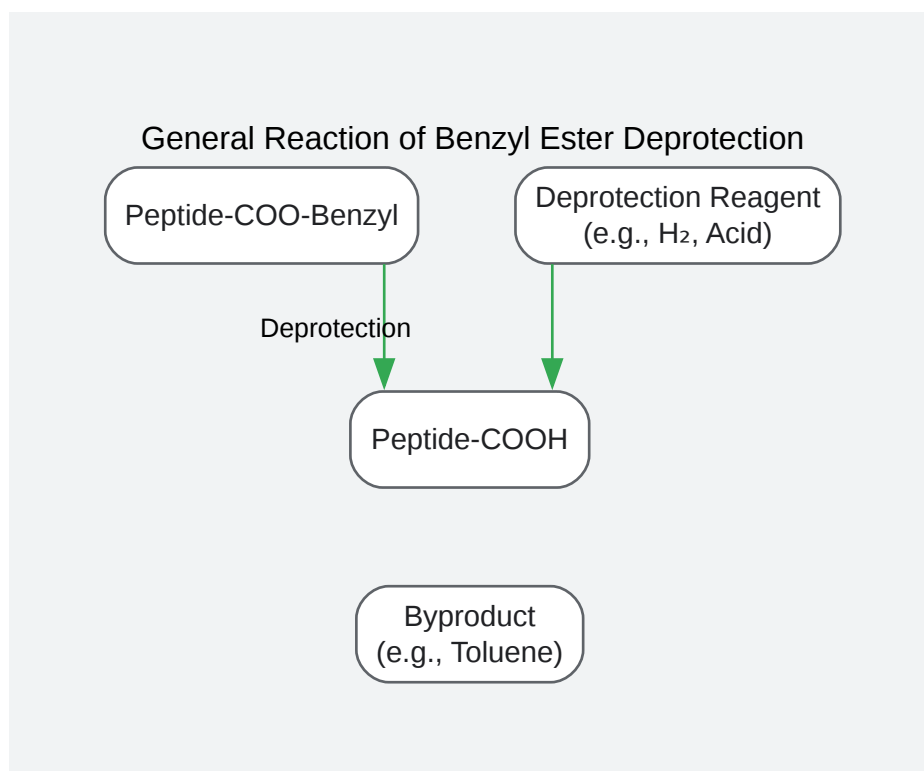 General Reaction of Benzyl Ester Deprotection
Peptide-COO-Benzyl
Deprotection Reagent
(e.g., H₂, Acid)
Deprotection
Peptide-COOH
Byproduct
(e.g., Toluene)